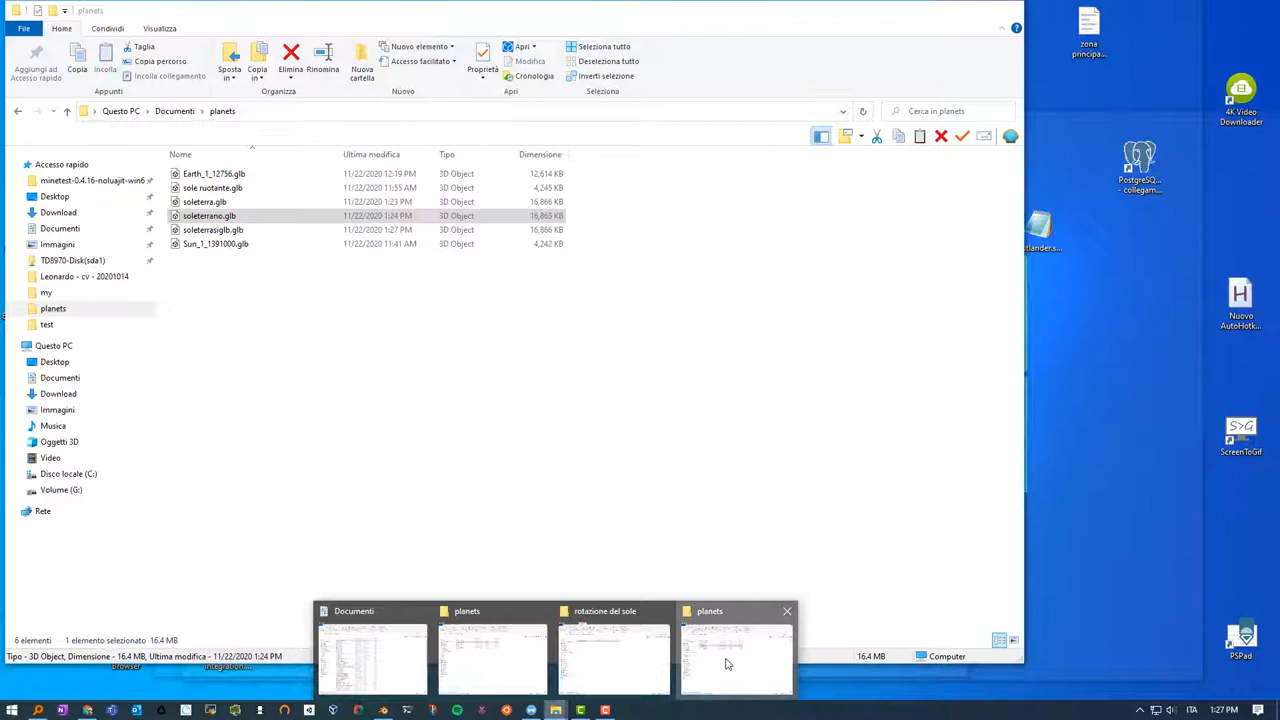 planets
File Home Condividi Visualizza
Aggiungi ad Accesso rapido
Copia
Incolla
Taglia
Copia percorso
Incolla collegamento
Appunti
Sposta in
Copia in
Elimina
Rinomina
Organizza
Nuova cartella
Nuovo elemento
Accesso facilitato
Nuovo
Proprietà
Apri
Modifica
Cronologia
Apri
Seleziona tutto
Deseleziona tutto
Inverti selezione
Seleziona
Questo PC > Documenti > planets
Cerca in planets
Nome Ultima modifica Tipo Dimensione
Earth_1_12756.glb 11/22/2020 12:19 PM 3D Object 12,614 KB
sole ruotante.glb 11/22/2020 11:55 AM 3D Object 4,245 KB
soleterra.glb 11/22/2020 1:23 PM 3D Object 16,866 KB
soleterrano.glb 11/22/2020 1:24 PM 3D Object 16,863 KB
soleterrasiglb.glb 11/22/2020 1:27 PM 3D Object 16,866 KB
Sun_1_1391000.glb 11/22/2020 11:41 AM 3D Object 4,242 KB
Accesso rapido
minetest-0.4.16-noluajit-win6
Desktop
Download
Documenti
Immagini
TD8970-Disk(sda1)
Leonardo - cv - 20201014
my
planets
test
Questo PC
Desktop
Documenti
Download
Immagini
Musica
Oggetti 3D
Video
Disco locale (C:)
Volume (G:)
Rete
6 elementi 1 elemento selezionato 16.4 MB
Tipo - 3D Object, Dimensione - 16.4 MB, Ultima modifica - 11/22/2020 1:24 PM
16.4 MB Computer
Browser
integration...
Documenti
planets
rotazione del sole
planets
zona principa...
4K Video Downloader
PostgreSQ... - collegam...
utlander.s...
H
Nuovo AutoHotk...
S>G
ScreenToGif
PSPad
ITA 1:27 PM